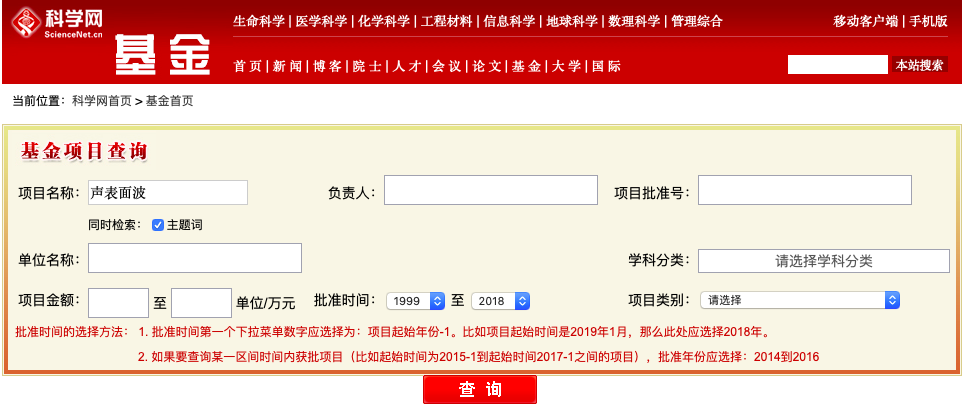 科学网
ScienceNet.cn
基金
生命科学 | 医学科学 | 化学科学 | 工程材料 | 信息科学 | 地球科学 | 数理科学 | 管理综合
移动客户端 | 手机版
首页 | 新闻 | 博客 | 院士 | 人才 | 会议 | 论文 | 基金 | 大学 | 国际
本站搜索
当前位置：科学网首页 > 基金首页
基金项目查询
项目名称： 声表面波 负责人： 项目批准号：
同时检索： 主题词
单位名称： 学科分类： 请选择学科分类
项目金额： 至 单位/万元 批准时间： 1999 至 2018 项目类别： 请选择
批准时间的选择方法： 1. 批准时间第一个下拉菜单数字应选择为：项目起始年份-1。比如项目起始时间是2019年1月，那么此处应选择2018年。
2. 如果要查询某一区间时间内获批项目（比如起始时间为2015-1到起始时间2017-1之间的项目），批准年份应选择：2014到2016
查 询